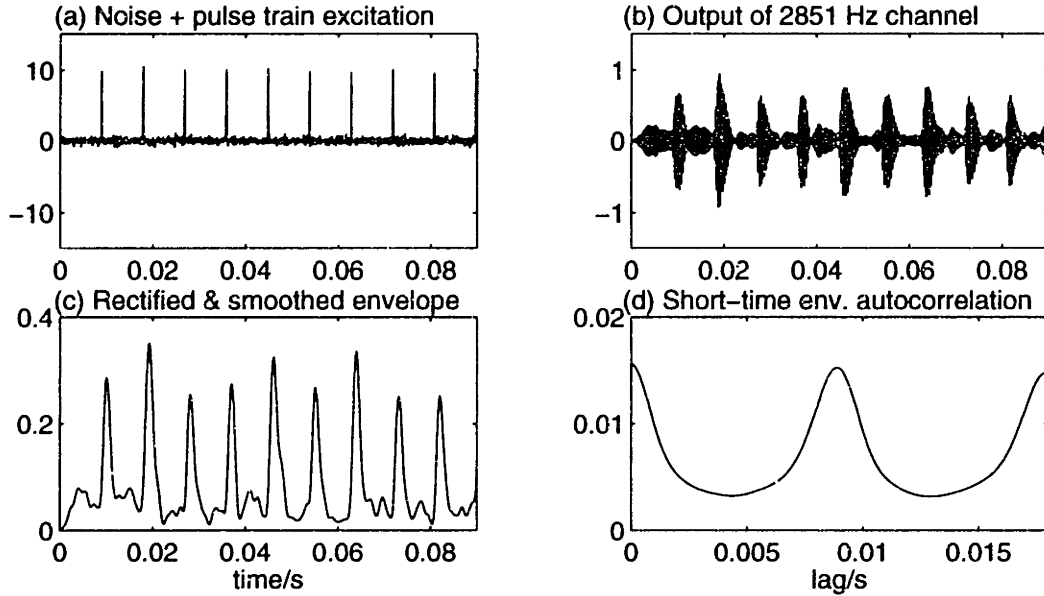 (a) Noise + pulse train excitation
10
0
−10
0 0.02 0.04 0.06 0.08
(b) Output of 2851 Hz channel
1
0
−1
0 0.02 0.04 0.06 0.08
(c) Rectified & smoothed envelope
0.4
0.2
0
0 0.02 0.04 0.06 0.08
time/s
(d) Short−time env. autocorrelation
0.02
0.01
0.00
0 0.005 0.01 0.015
lag/s